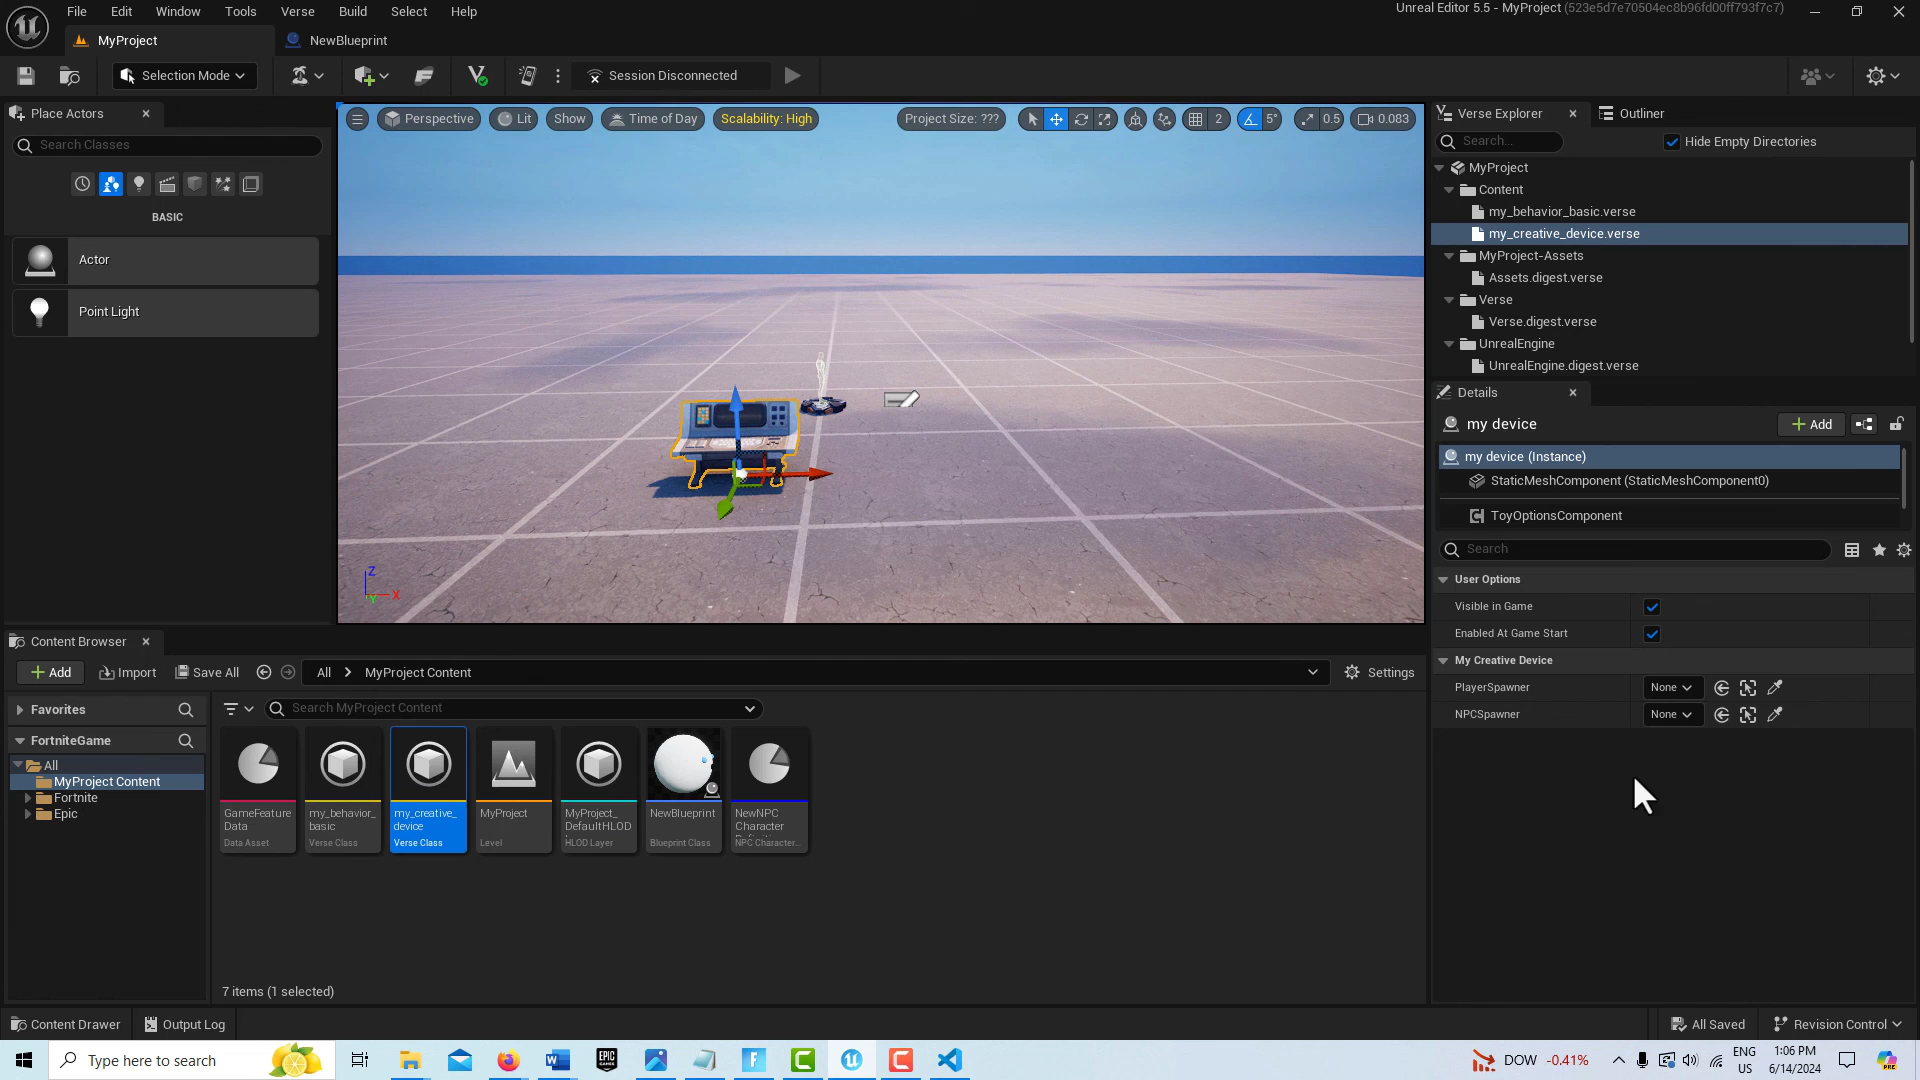 File Edit Window Tools Verse Build Select Help
Unreal Editor 5.5 - MyProject (523e5d7e70504ec8b96fd00ff793f7c7)
MyProject
NewBlueprint
Selection Mode
Session Disconnected
Place Actors
Search Classes
BASIC
Actor
Point Light
Perspective
Lit
Show
Time of Day
Scalability: High
Project Size: ???
2
5°
0.5
0.083
Z
X
Y
Verse Explorer
Outliner
Search...
Hide Empty Directories
MyProject
Content
my_behavior_basic.verse
my_creative_device.verse
MyProject-Assets
Assets.digest.verse
Verse
Verse.digest.verse
UnrealEngine
UnrealEngine.digest.verse
Details
my device
Add
my device (Instance)
StaticMeshComponent (StaticMeshComponent0)
ToyOptionsComponent
Search
User Options
Visible in Game
Enabled At Game Start
My Creative Device
PlayerSpawner
None
NPCSpawner
None
Content Browser
Add
Import
Save All
All
MyProject Content
Settings
Favorites
FortniteGame
All
MyProject Content
Fortnite
Epic
Search MyProject Content
GameFeature
Data
Data Asset
my_behavior_
basic
Verse Class
my_creative_
device
Verse Class
MyProject
Level
MyProject_
DefaultHLOD
HLOD Layer
NewBlueprint
Blueprint Class
NewNPC
Character
NPC Character...
7 items (1 selected)
Content Drawer
Output Log
All Saved
Revision Control
Type here to search
EPIC
GAMES
DOW -0.41%
ENG
US
1:06 PM
6/14/2024
PRE